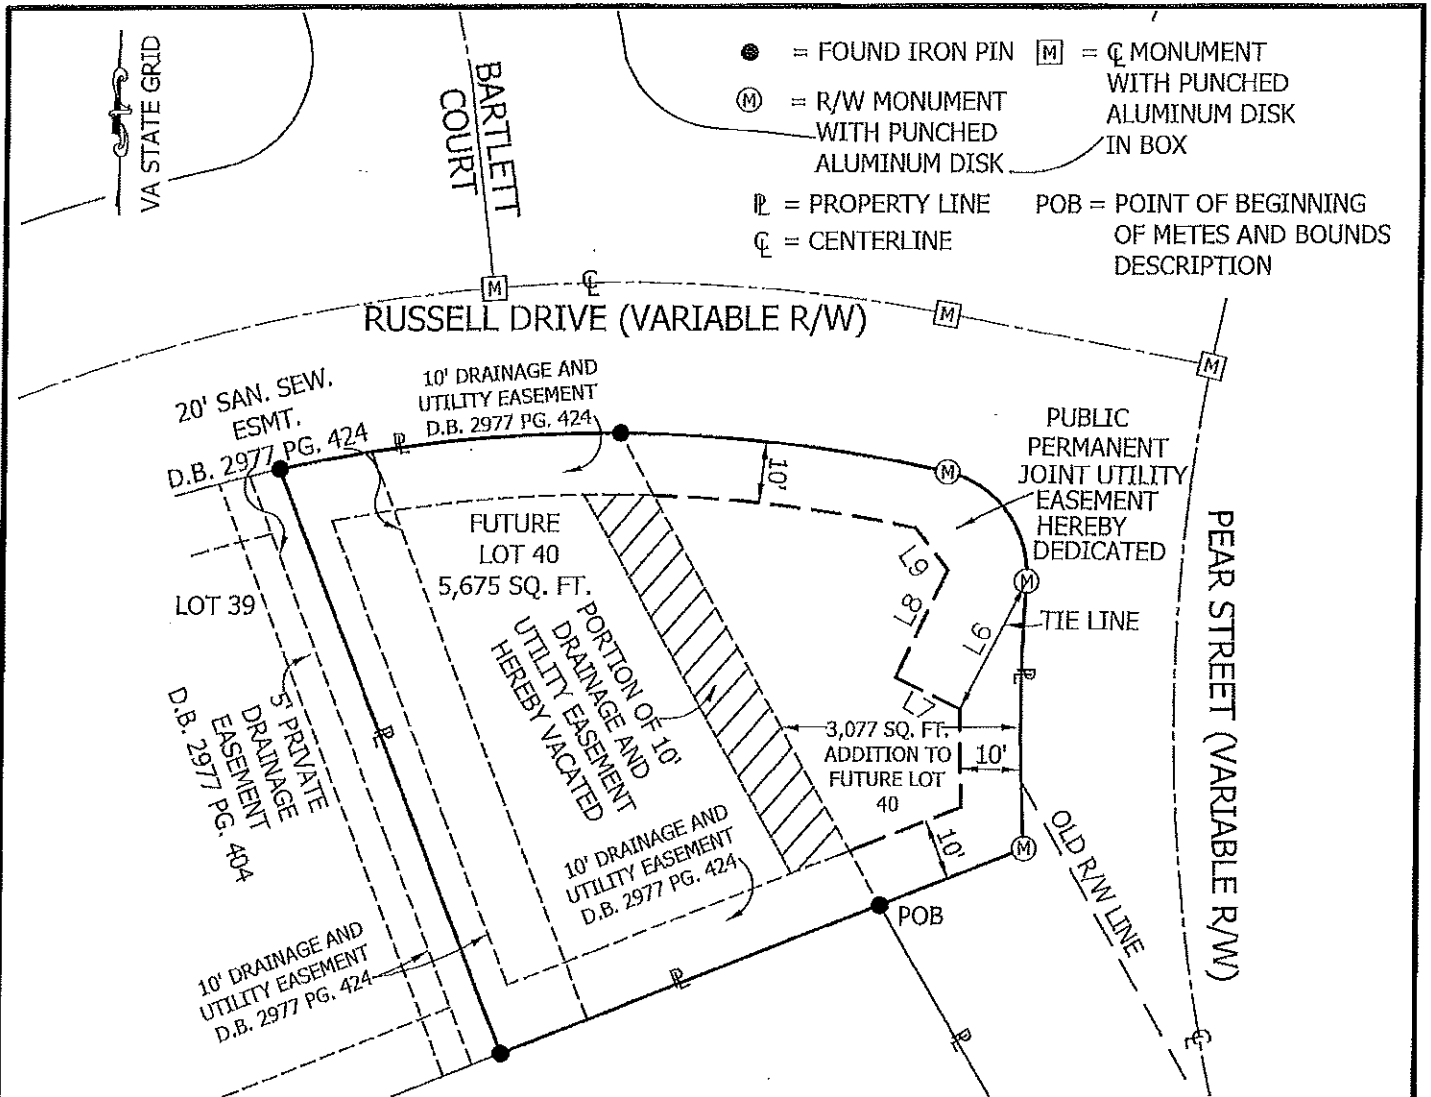 VA STATE GRID
BARTLETT
COURT
● = FOUND IRON PIN
Ⓜ = R/W MONUMENT
WITH PUNCHED
ALUMINUM DISK
M = ℄ MONUMENT
WITH PUNCHED
ALUMINUM DISK
IN BOX
PL = PROPERTY LINE
℄ = CENTERLINE
POB = POINT OF BEGINNING
OF METES AND BOUNDS
DESCRIPTION
M
℄
M
M
RUSSELL DRIVE (VARIABLE R/W)
20' SAN. SEW.
ESMT.
D.B. 2977 PG. 424
10' DRAINAGE AND
UTILITY EASEMENT
D.B. 2977 PG. 424
PL
M
10'
PUBLIC
PERMANENT
JOINT UTILITY
EASEMENT
HEREBY
DEDICATED
FUTURE
LOT 40
5,675 SQ. FT.
L9
L8
L6
L7
M
TIE LINE
PL
LOT 39
PORTION OF 10'
DRAINAGE AND
UTILITY EASEMENT
HEREBY VACATED
5' PRIVATE
DRAINAGE
EASEMENT
D.B. 2977 PG. 404
PL
3,077 SQ. FT.
ADDITION TO
FUTURE LOT
40
10'
10'
M
PEAR STREET (VARIABLE R/W)
OLD R/W LINE
10' DRAINAGE AND
UTILITY EASEMENT
D.B. 2977 PG. 424
POB
10' DRAINAGE AND
UTILITY EASEMENT
D.B. 2977 PG. 424
PL
PL
℄